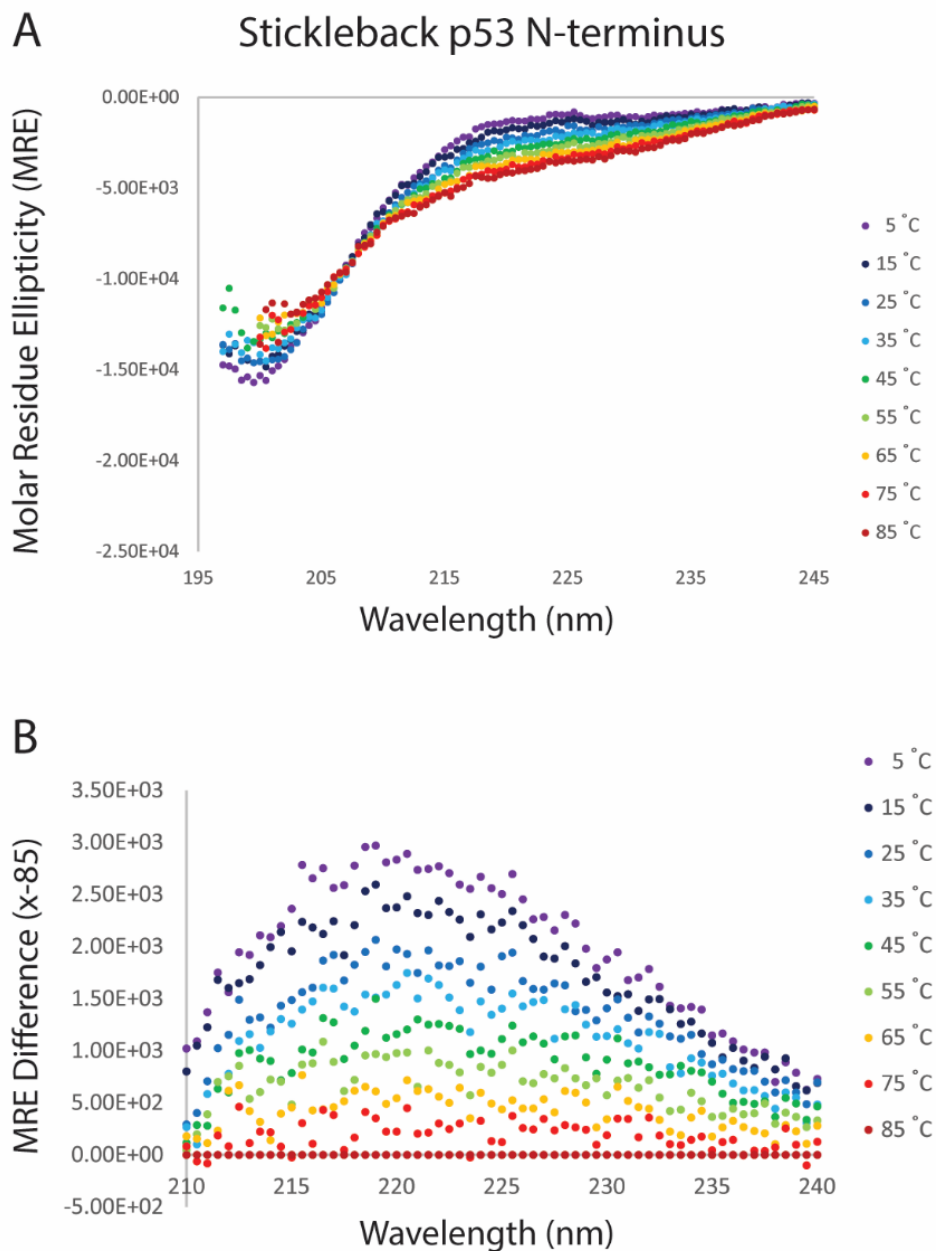 A
Stickleback p53 N-terminus
Molar Residue Ellipticity (MRE)
0.00E+00
-5.00E+03
-1.00E+04
-1.50E+04
-2.00E+04
-2.50E+04
195
205
215
225
235
245
Wavelength (nm)
5 ˚C
15 ˚C
25 ˚C
35 ˚C
45 ˚C
55 ˚C
65 ˚C
75 ˚C
85 ˚C
B
MRE Difference (x-85)
3.50E+03
3.00E+03
2.50E+03
2.00E+03
1.50E+03
1.00E+03
5.00E+02
0.00E+00
-5.00E+02
210
215
220
225
230
235
240
Wavelength (nm)
5 ˚C
15 ˚C
25 ˚C
35 ˚C
45 ˚C
55 ˚C
65 ˚C
75 ˚C
85 ˚C